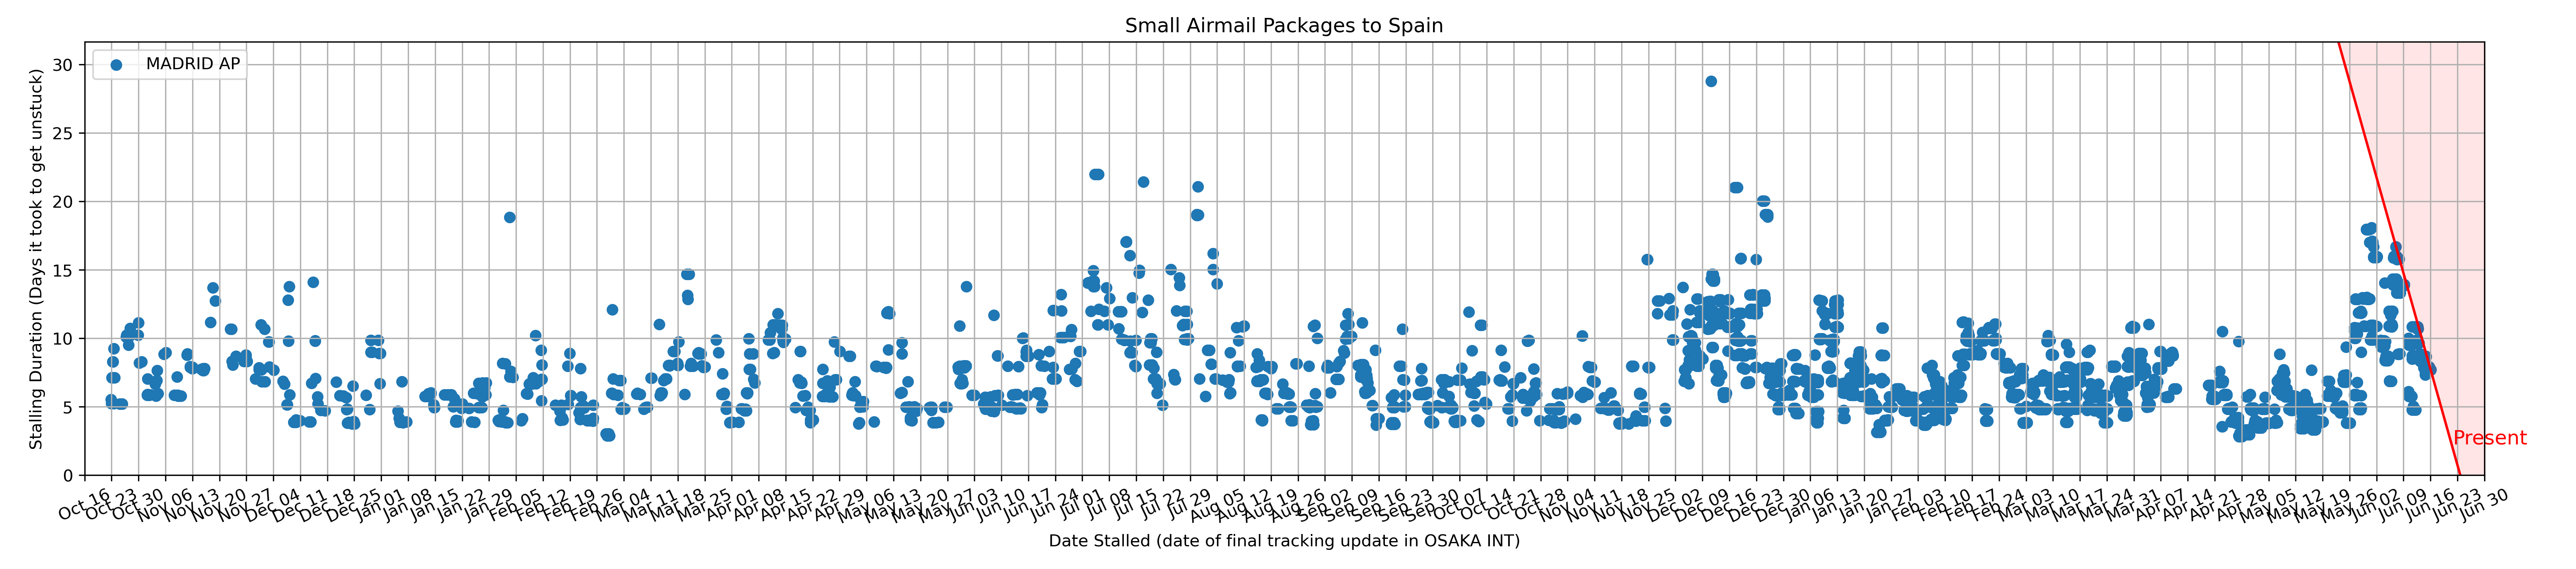 Small Airmail Packages to Spain
MADRID AP
Stalling Duration (Days it took to get unstuck)
30
25
20
15
10
5
0
Present
Oct 16
Oct 23
Oct 30
Nov 06
Nov 13
Nov 20
Nov 27
Dec 04
Dec 11
Dec 18
Dec 25
Jan 01
Jan 08
Jan 15
Jan 22
Jan 29
Feb 05
Feb 12
Feb 19
Feb 26
Mar 04
Mar 11
Mar 18
Mar 25
Apr 01
Apr 08
Apr 15
Apr 22
Apr 29
May 06
May 13
May 20
May 27
Jun 03
Jun 10
Jun 17
Jun 24
Jul 01
Jul 08
Jul 15
Jul 22
Jul 29
Aug 05
Aug 12
Aug 19
Aug 26
Sep 02
Sep 09
Sep 16
Sep 23
Sep 30
Oct 07
Oct 14
Oct 21
Oct 28
Nov 04
Nov 11
Nov 18
Nov 25
Dec 02
Dec 09
Dec 16
Dec 23
Dec 30
Jan 06
Jan 13
Jan 20
Jan 27
Feb 03
Feb 10
Feb 17
Feb 24
Mar 03
Mar 10
Mar 17
Mar 24
Mar 31
Apr 07
Apr 14
Apr 21
Apr 28
May 05
May 12
May 19
May 26
Jun 02
Jun 09
Jun 16
Jun 23
Jun 30
Date Stalled (date of final tracking update in OSAKA INT)